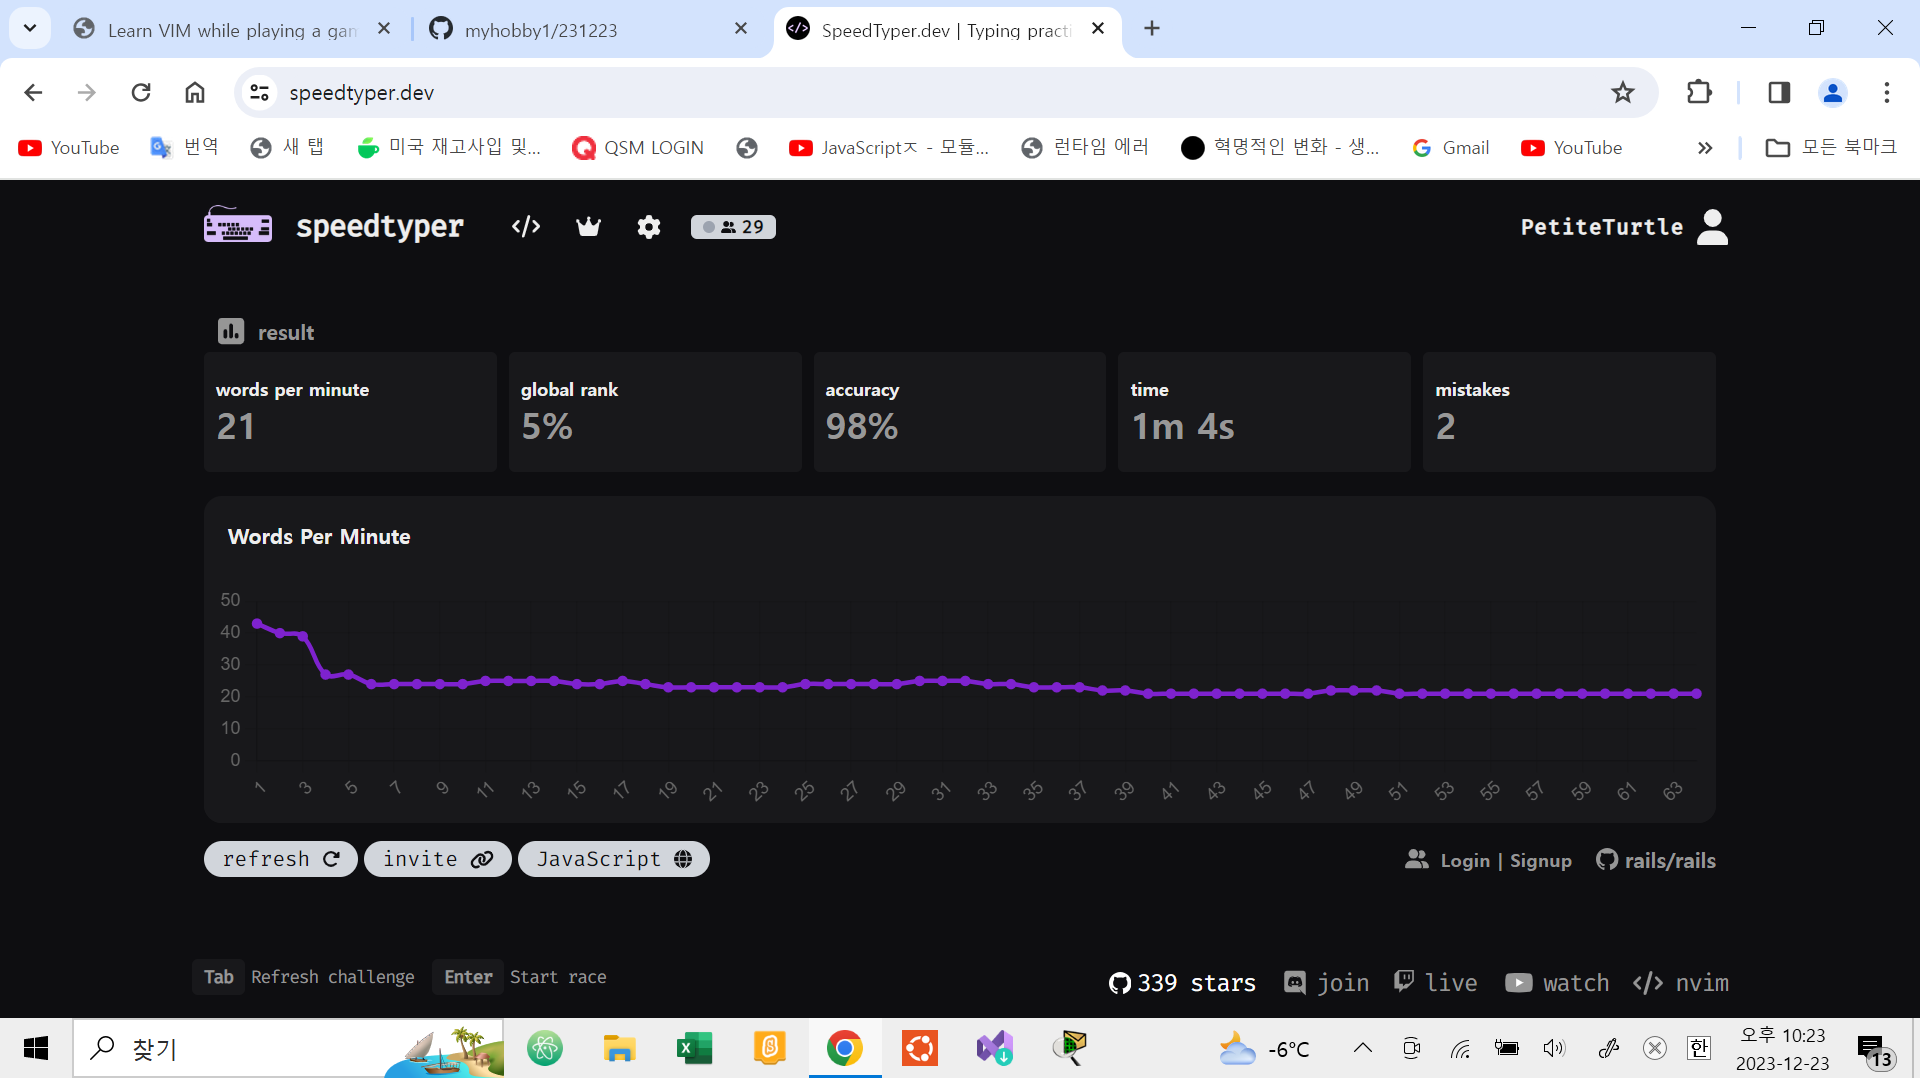 Learn VIM while playing a gam
myhobby1/231223
SpeedTyper.dev | Typing practi
speedtyper.dev
YouTube
번역
새 탭
미국 재고사입 및...
QSM LOGIN
JavaScriptㅈ - 모듈...
런타임 에러
혁명적인 변화 - 생...
Gmail
YouTube
모든 북마크
speedtyper
29
PetiteTurtle
result
words per minute
21
global rank
5%
accuracy
98%
time
1m 4s
mistakes
2
Words Per Minute
50
40
30
20
10
0
1 3 5 7 9 11 13 15 17 19 21 23 25 27 29 31 33 35 37 39 41 43 45 47 49 51 53 55 57 59 61 63
refresh
invite
JavaScript
Login | Signup
rails/rails
Tab Refresh challenge
Enter Start race
339 stars
join
live
watch
nvim
찾기
-6°C
한
오후 10:23
2023-12-23
13